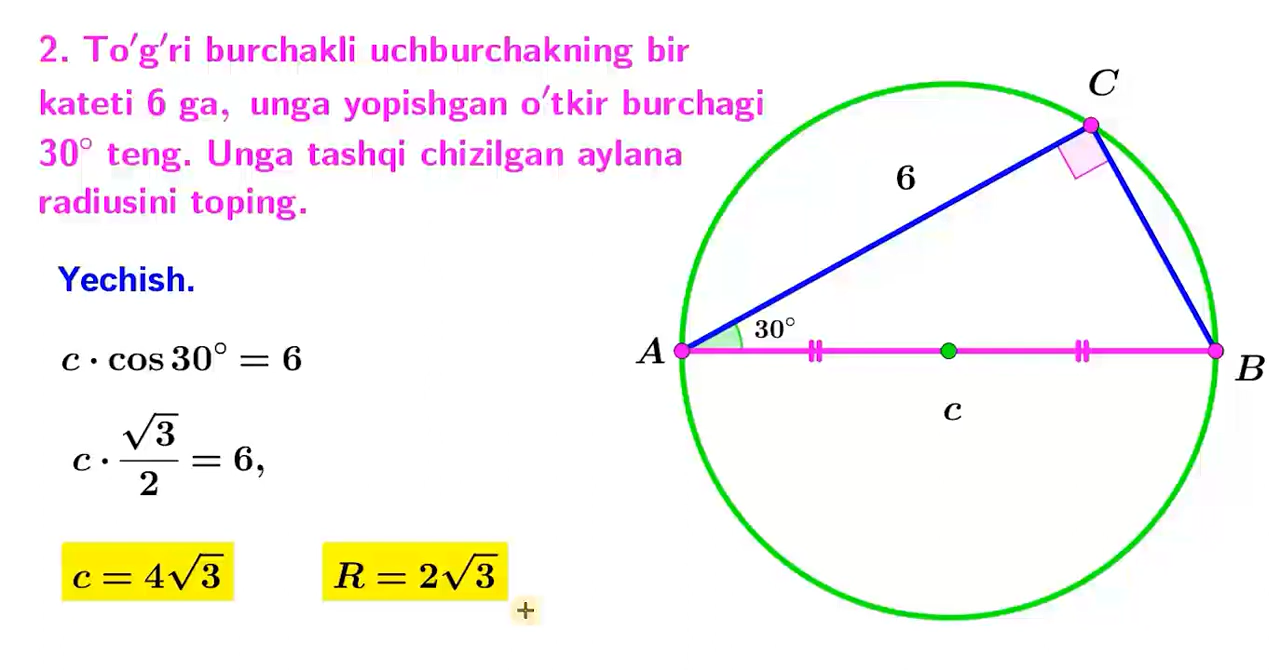 2. To′g′ri burchakli uchburchakning bir
kateti 6 ga, unga yopishgan o′tkir burchagi
30° teng. Unga tashqi chizilgan aylana
radiusini toping.
Yechish.
c · cos 30° = 6
c · √3/2 = 6,
c = 4√3
R = 2√3
C
6
30°
A
B
c